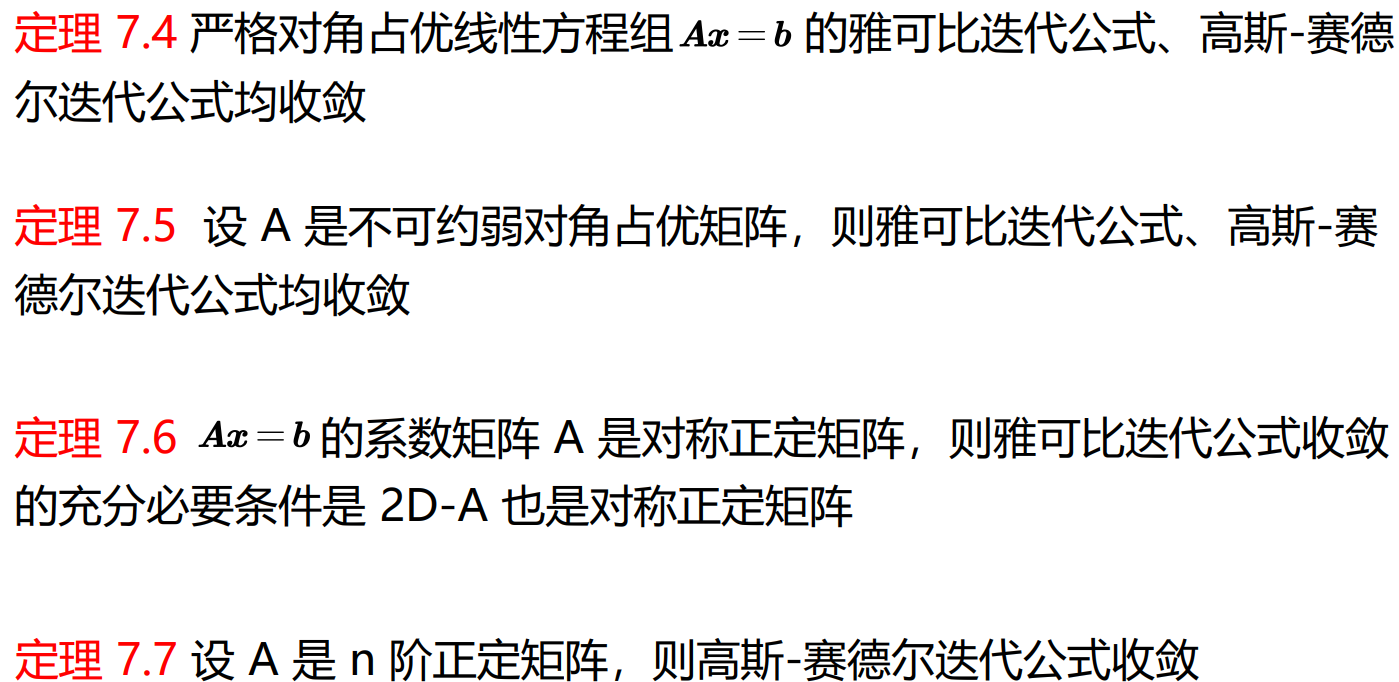 定理 7.4 严格对角占优线性方程组 Ax = b 的雅可比迭代公式、高斯-赛德
尔迭代公式均收敛
定理 7.5 设 A 是不可约弱对角占优矩阵，则雅可比迭代公式、高斯-赛
德尔迭代公式均收敛
定理 7.6 Ax = b 的系数矩阵 A 是对称正定矩阵，则雅可比迭代公式收敛
的充分必要条件是 2D-A 也是对称正定矩阵
定理 7.7 设 A 是 n 阶正定矩阵，则高斯-赛德尔迭代公式收敛